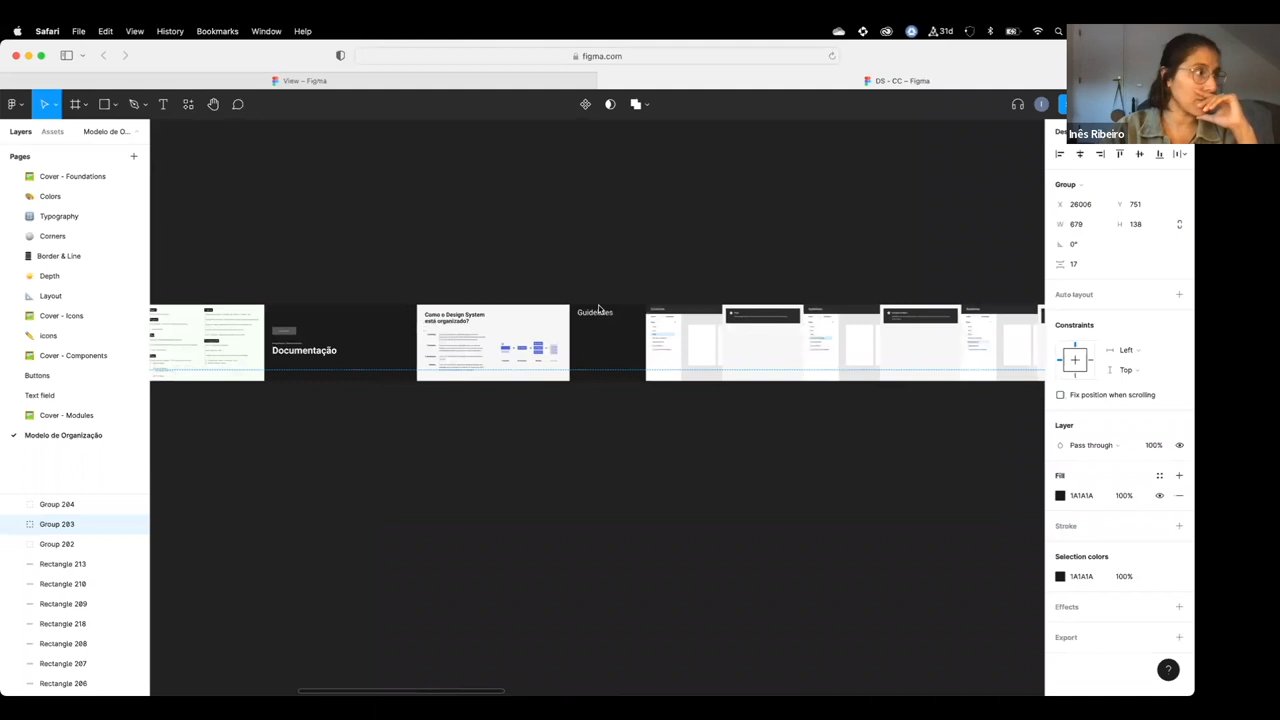 Safari File Edit View History Bookmarks Window Help
31d
figma.com
View – Figma
DS - CC – Figma
Inês Ribeiro
Layers Assets Modelo de O...
Pages
Cover - Foundations
Colors
Typography
Corners
Border & Line
Depth
Layout
Cover - Icons
icons
Cover - Components
Buttons
Text field
Cover - Modules
Modelo de Organização
Group 204
Group 203
Group 202
Rectangle 213
Rectangle 210
Rectangle 209
Rectangle 218
Rectangle 208
Rectangle 207
Rectangle 206
Documentação
Como o Design System
está organizado?
Guidelines
Group
X 26006 Y 751
W 679 H 138
0°
17
Auto layout
Constraints
Left
Top
Fix position when scrolling
Layer
Pass through 100%
Fill
1A1A1A 100%
Stroke
Selection colors
1A1A1A 100%
Effects
Export
?